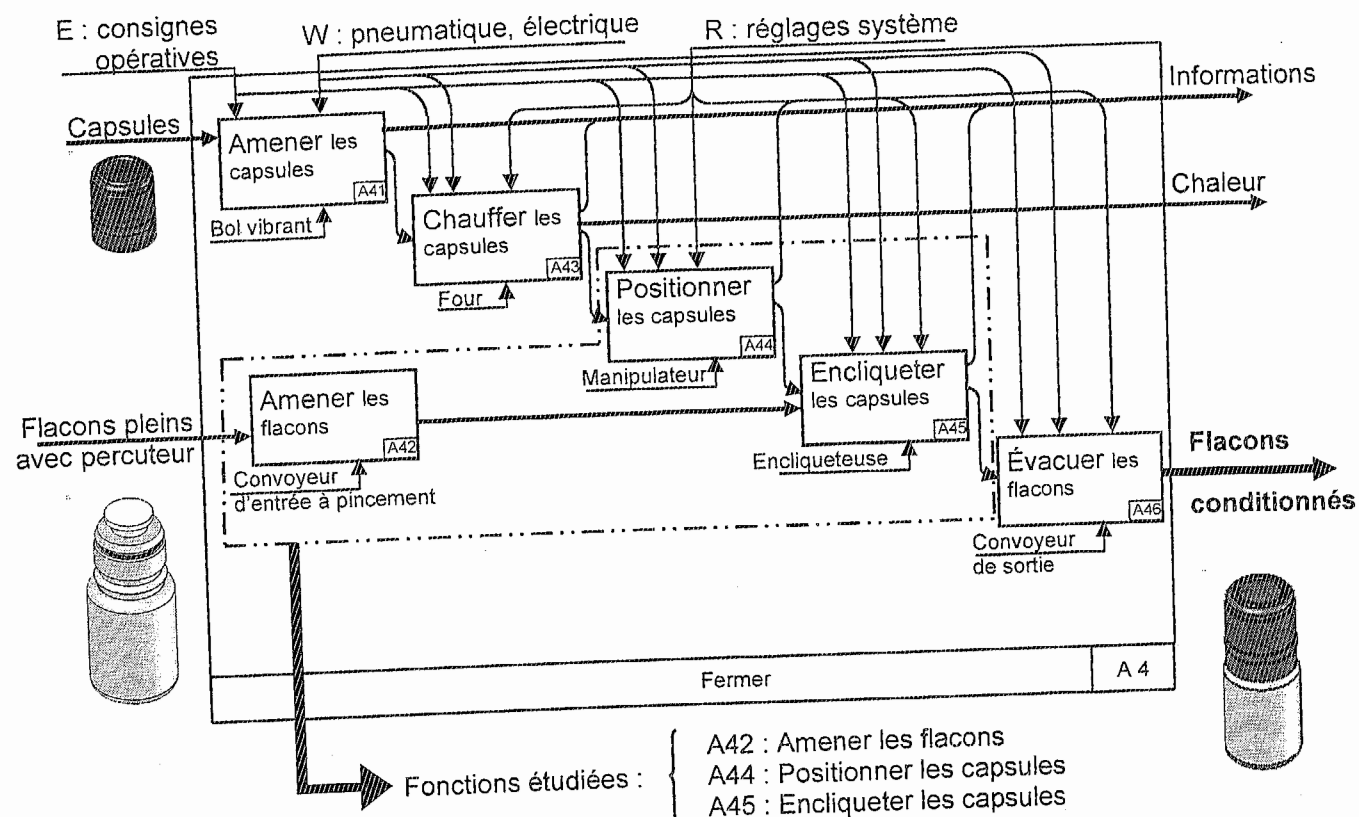 E : consignes
opératives
W : pneumatique, électrique
R : réglages système
Informations
Capsules
Amener les
capsules
A41
Bol vibrant
Chaleur
Chauffer les
capsules
A43
Four
Positionner
les capsules
A44
Manipulateur
Encliqueter
les capsules
A45
Encliqueteuse
Flacons pleins
avec percuteur
Amener les
flacons
A42
Convoyeur
d'entrée à pincement
Évacuer les
flacons
A46
Convoyeur
de sortie
Flacons
conditionnés
Fermer
A 4
Fonctions étudiées :
A42 : Amener les flacons
A44 : Positionner les capsules
A45 : Encliqueter les capsules